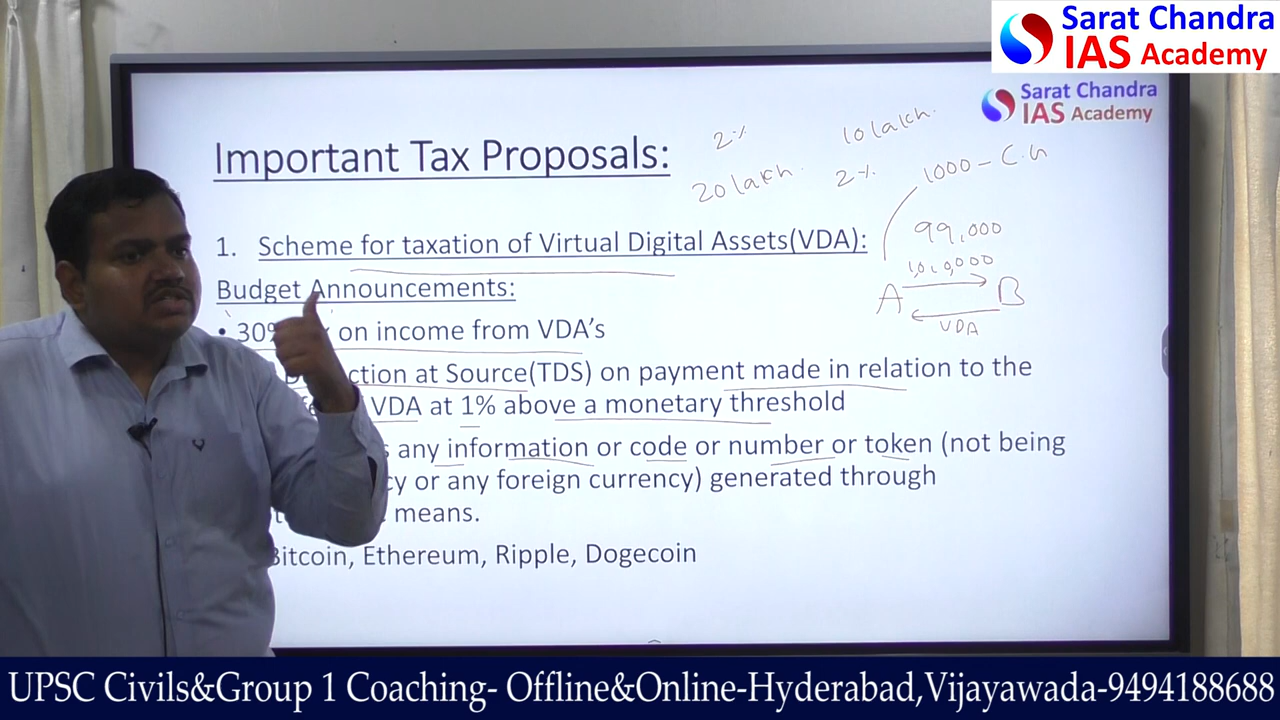 Sarat Chandra
IAS Academy
Sarat Chandra
IAS Academy
Important Tax Proposals:
2%
10 lakh.
20 lakh.
2%
1000 - C.G
99,000
1,00,000
A B
VDA
1. Scheme for taxation of Virtual Digital Assets(VDA):
Budget Announcements:
• 30% on income from VDA's
at Source(TDS) on payment made in relation to the
VDA at 1% above a monetary threshold
any information or code or number or token (not being
or any foreign currency) generated through
means.
Bitcoin, Ethereum, Ripple, Dogecoin
UPSC Civils&Group 1 Coaching- Offline&Online-Hyderabad,Vijayawada-9494188688